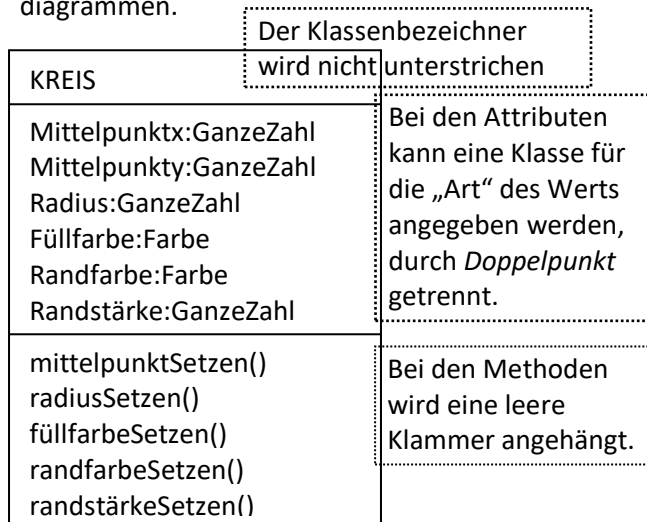 diagrammen.
Der Klassenbezeichner
wird nicht unterstrichen
KREIS
Mittelpunktx:GanzeZahl
Mittelpunkty:GanzeZahl
Radius:GanzeZahl
Füllfarbe:Farbe
Randfarbe:Farbe
Randstärke:GanzeZahl
Bei den Attributen
kann eine Klasse für
die „Art“ des Werts
angegeben werden,
durch Doppelpunkt
getrennt.
mittelpunktSetzen()
radiusSetzen()
füllfarbeSetzen()
randfarbeSetzen()
randstärkeSetzen()
Bei den Methoden
wird eine leere
Klammer angehängt.